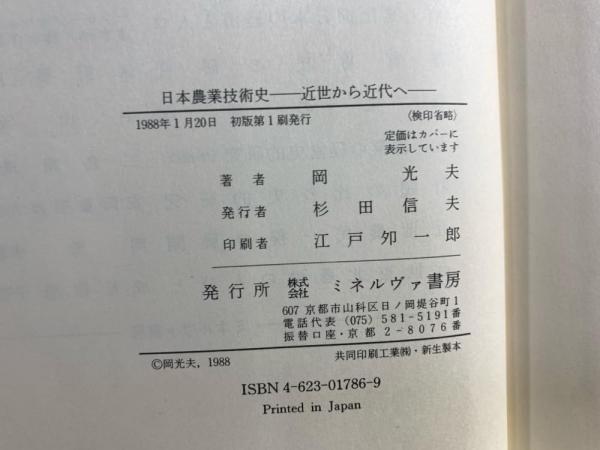 日本農業技術史――近世から近代へ――
1988年1月20日　初版第1刷発行
〈検印省略〉
定価はカバーに
表示しています
著者　岡　光夫
発行者　杉田信夫
印刷者　江戸夘一郎
発行所　株式会社　ミネルヴァ書房
607 京都市山科区日ノ岡堤谷町1
電話代表 (075) 581-5191番
振替口座・京都 2-8076番
©岡光夫, 1988
共同印刷工業㈱・新生製本
ISBN 4-623-01786-9
Printed in Japan